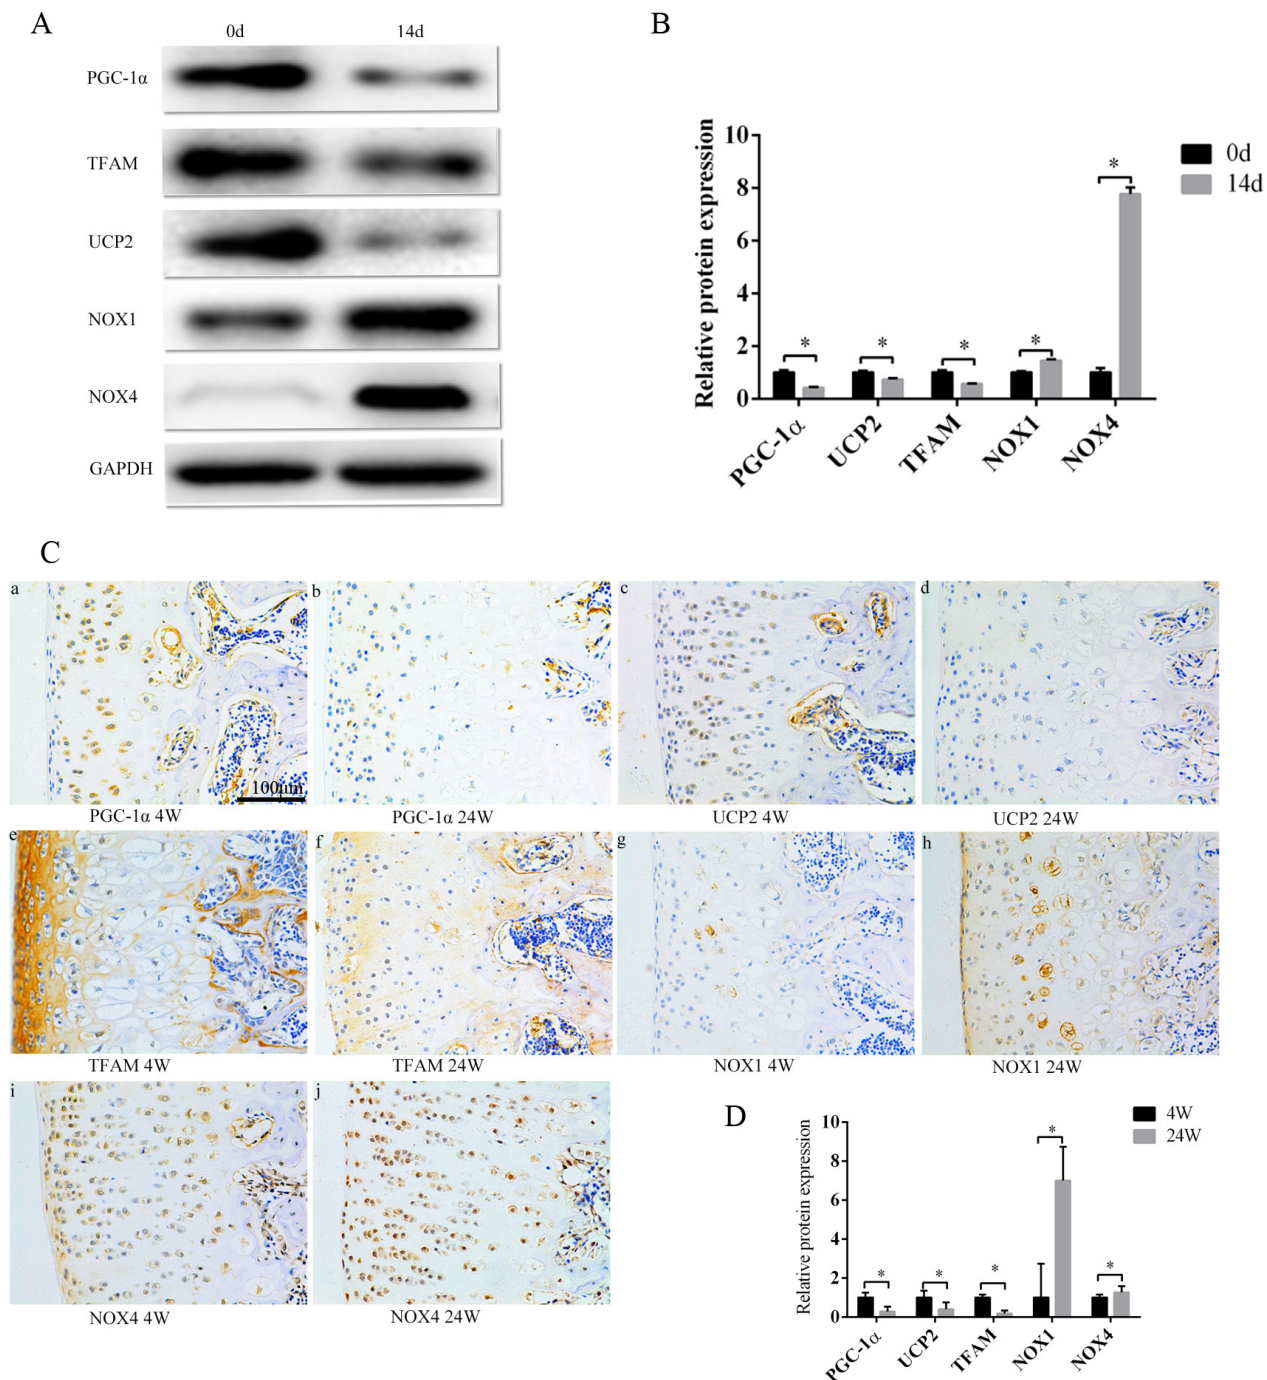 A
0d 14d
PGC-1α
TFAM
UCP2
NOX1
NOX4
GAPDH
B
Relative protein expression
10
8
6
4
2
0
*
*
*
*
*
PGC-1α
UCP2
TFAM
NOX1
NOX4
0d
14d
C
a
100μm
PGC-1α 4W
b
PGC-1α 24W
c
UCP2 4W
d
UCP2 24W
e
TFAM 4W
f
TFAM 24W
g
NOX1 4W
h
NOX1 24W
i
NOX4 4W
j
NOX4 24W
D
Relative protein expression
10
8
6
4
2
0
*
*
*
*
*
PGC-1α
UCP2
TFAM
NOX1
NOX4
4W
24W